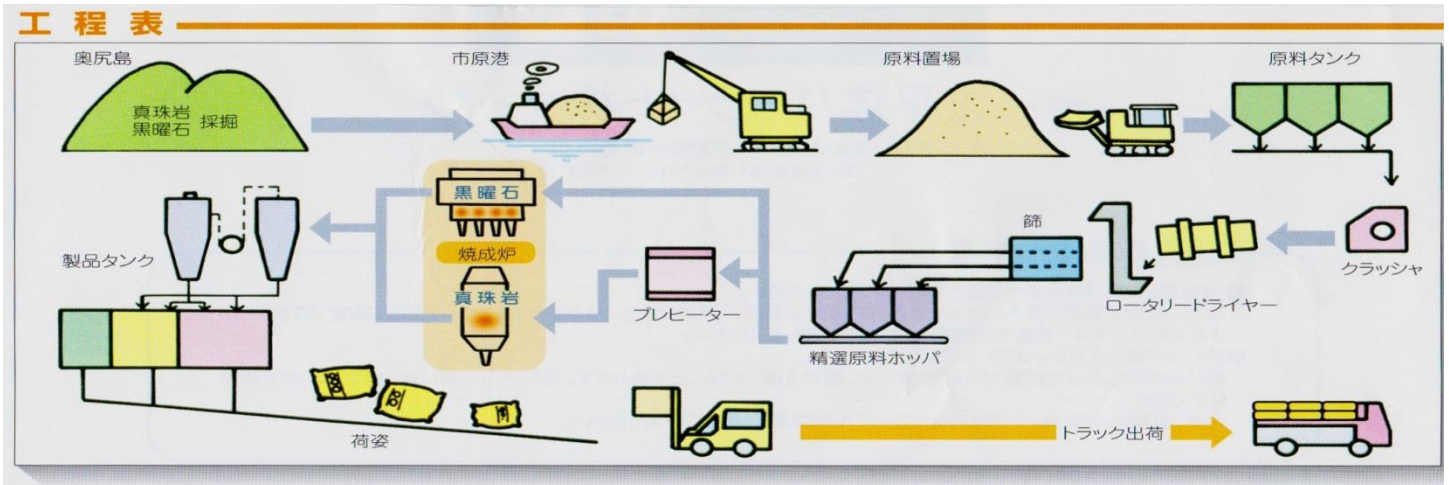 工程表
奥尻島
市原港
原料置場
原料タンク
真珠岩
黒曜石
採掘
黒曜石
焼成炉
真珠岩
製品タンク
プレヒーター
篩
精選原料ホッパ
ロータリードライヤー
クラッシャ
荷姿
トラック出荷